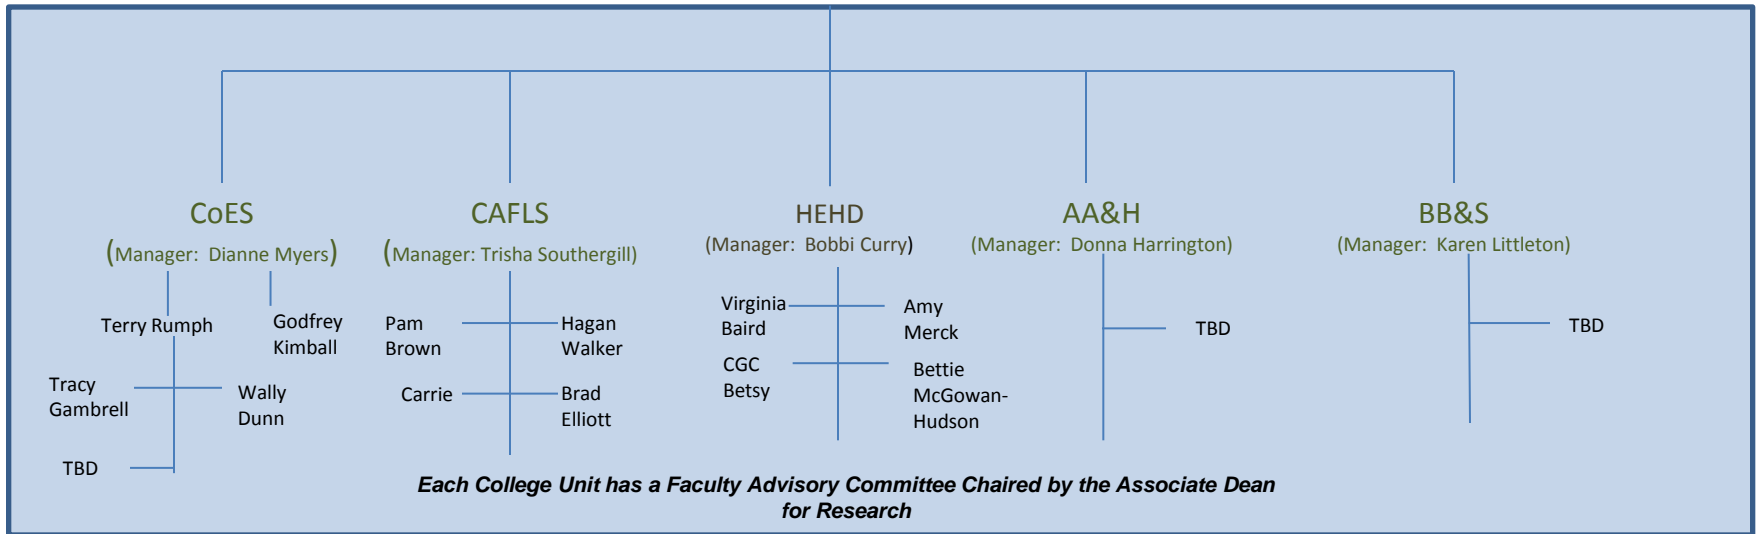 CoES
(Manager:  Dianne Myers)
Terry Rumph
Godfrey
Kimball
Tracy
Gambrell
Wally
Dunn
TBD
CAFLS
(Manager: Trisha Southergill)
Pam
Brown
Hagan
Walker
Carrie
Brad
Elliott
HEHD
(Manager:  Bobbi Curry)
Virginia
Baird
Amy
Merck
CGC
Betsy
Bettie
McGowan-
Hudson
AA&H
(Manager:  Donna Harrington)
TBD
BB&S
(Manager: Karen Littleton)
TBD
Each College Unit has a Faculty Advisory Committee Chaired by the Associate Dean
for Research